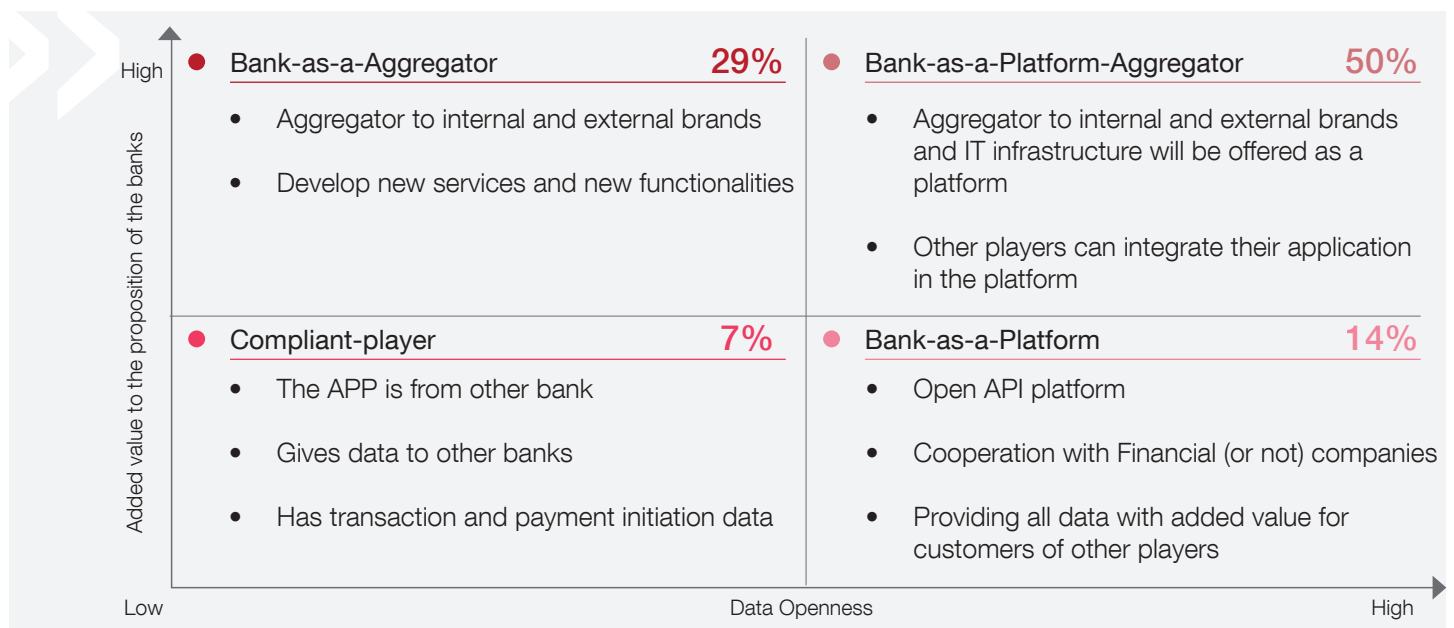 High
Added value to the proposition of the banks
Bank-as-a-Aggregator 29%
• Aggregator to internal and external brands
• Develop new services and new functionalities
Bank-as-a-Platform-Aggregator 50%
• Aggregator to internal and external brands
and IT infrastructure will be offered as a
platform
• Other players can integrate their application
in the platform
Compliant-player 7%
• The APP is from other bank
• Gives data to other banks
• Has transaction and payment initiation data
Bank-as-a-Platform 14%
• Open API platform
• Cooperation with Financial (or not) companies
• Providing all data with added value for
customers of other players
Low
Data Openness
High